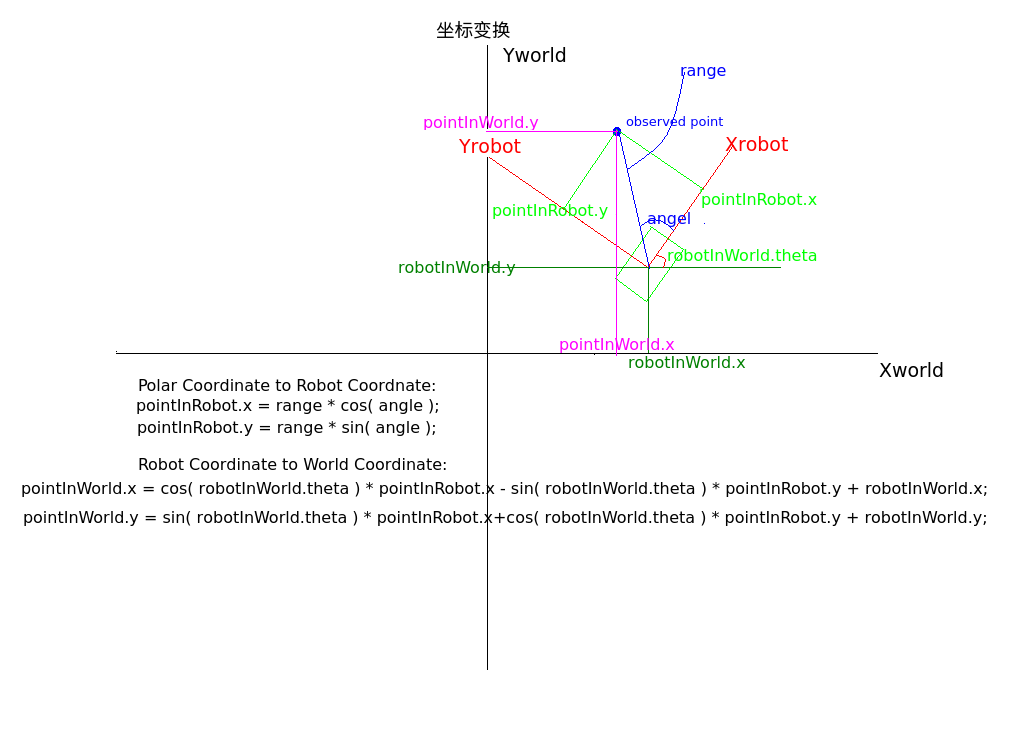 坐标变换
Yworld
range
pointInWorld.y
observed point
Yrobot
Xrobot
pointInRobot.x
pointInRobot.y
angel
robotInWorld.theta
robotInWorld.y
pointInWorld.x
robotInWorld.x
Xworld
Polar Coordinate to Robot Coordnate:
pointInRobot.x = range * cos( angle );
pointInRobot.y = range * sin( angle );
Robot Coordinate to World Coordinate:
pointInWorld.x = cos( robotInWorld.theta ) * pointInRobot.x - sin( robotInWorld.theta ) * pointInRobot.y + robotInWorld.x;
pointInWorld.y = sin( robotInWorld.theta ) * pointInRobot.x+cos( robotInWorld.theta ) * pointInRobot.y + robotInWorld.y;